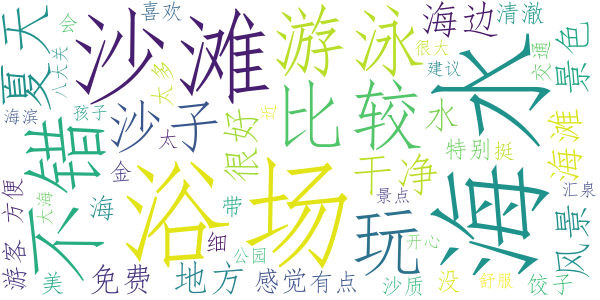 夏天
沙滩
喜欢
会
八大关
太多
游泳
海边
清澈
很大
建议
交通
景色
海水
不错
海滨
孩子
沙子
太
近
很好
比较
水
干净
特别
挺
海滩
金
浴场
玩
景点
汇泉
方便
大海
海
带
细
公园
开心
风景
游客
美
免费
地方
感觉
有点
沙质
没
饺子
舒服